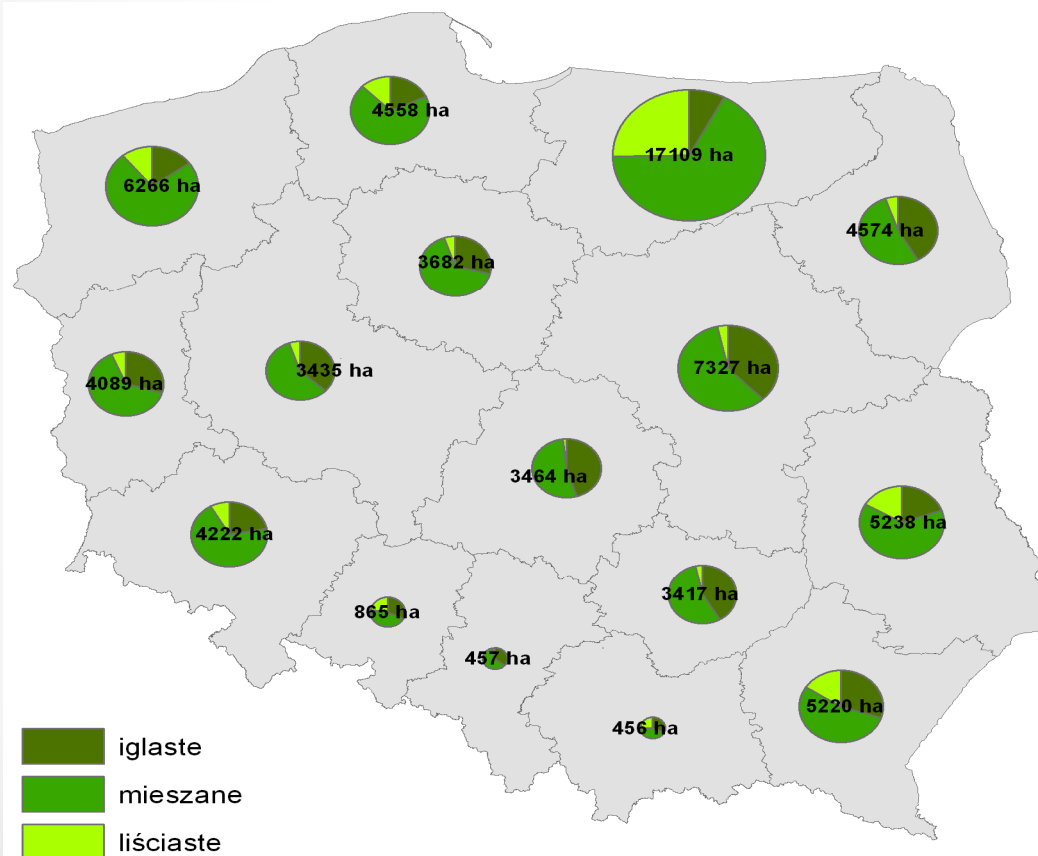 4558 ha
17109 ha
6266 ha
4574 ha
3682 ha
7327 ha
4089 ha
3435 ha
3464 ha
5238 ha
4222 ha
3417 ha
865 ha
457 ha
5220 ha
456 ha
iglaste
mieszane
liściaste